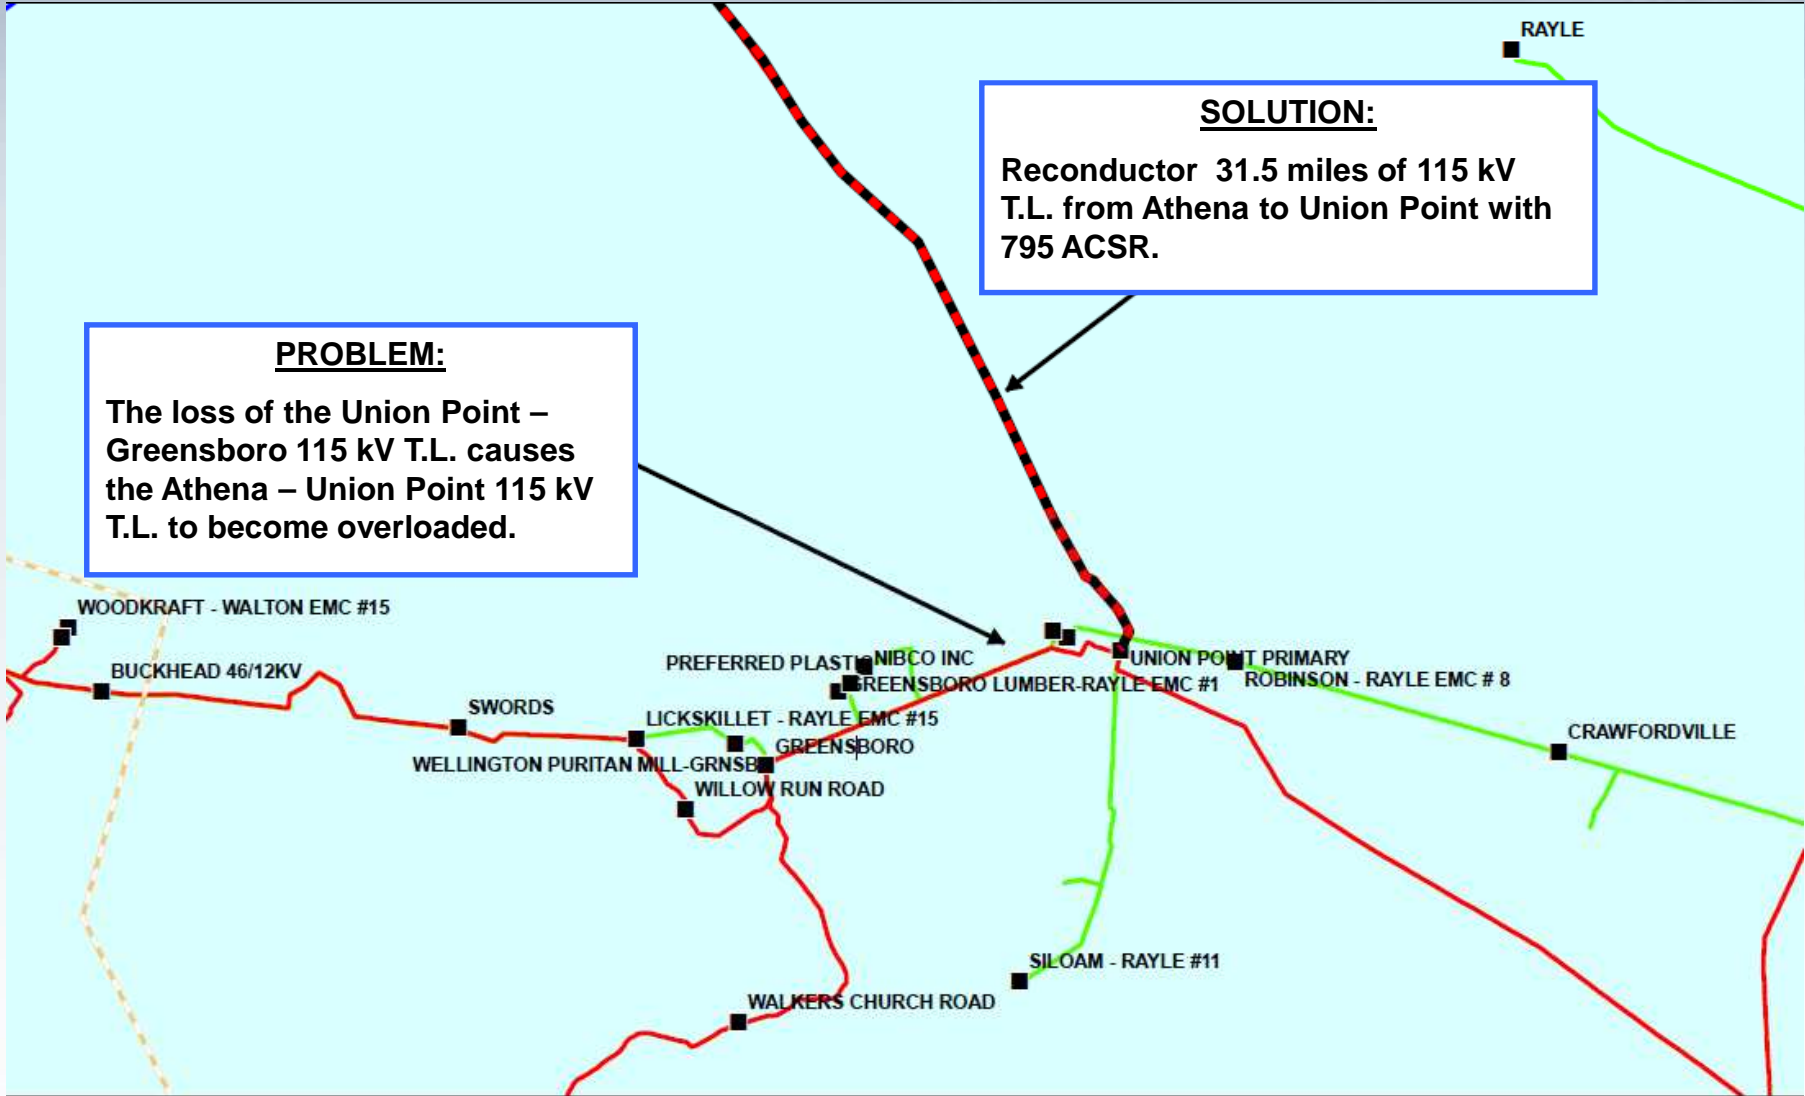 RAYLE
SOLUTION:
Reconductor 31.5 miles of 115 kV
T.L. from Athena to Union Point with
795 ACSR.
PROBLEM:
The loss of the Union Point –
Greensboro 115 kV T.L. causes
the Athena – Union Point 115 kV
T.L. to become overloaded.
WOODKRAFT - WALTON EMC #15
BUCKHEAD 46/12KV
SWORDS
PREFERRED PLASTIC
NIBCO INC
UNION POINT PRIMARY
GREENSBORO LUMBER-RAYLE EMC #1
ROBINSON - RAYLE EMC # 8
LICKSKILLET - RAYLE EMC #15
CRAWFORDVILLE
GREENSBORO
WELLINGTON PURITAN MILL-GRNSB
WILLOW RUN ROAD
SILOAM - RAYLE #11
WALKERS CHURCH ROAD